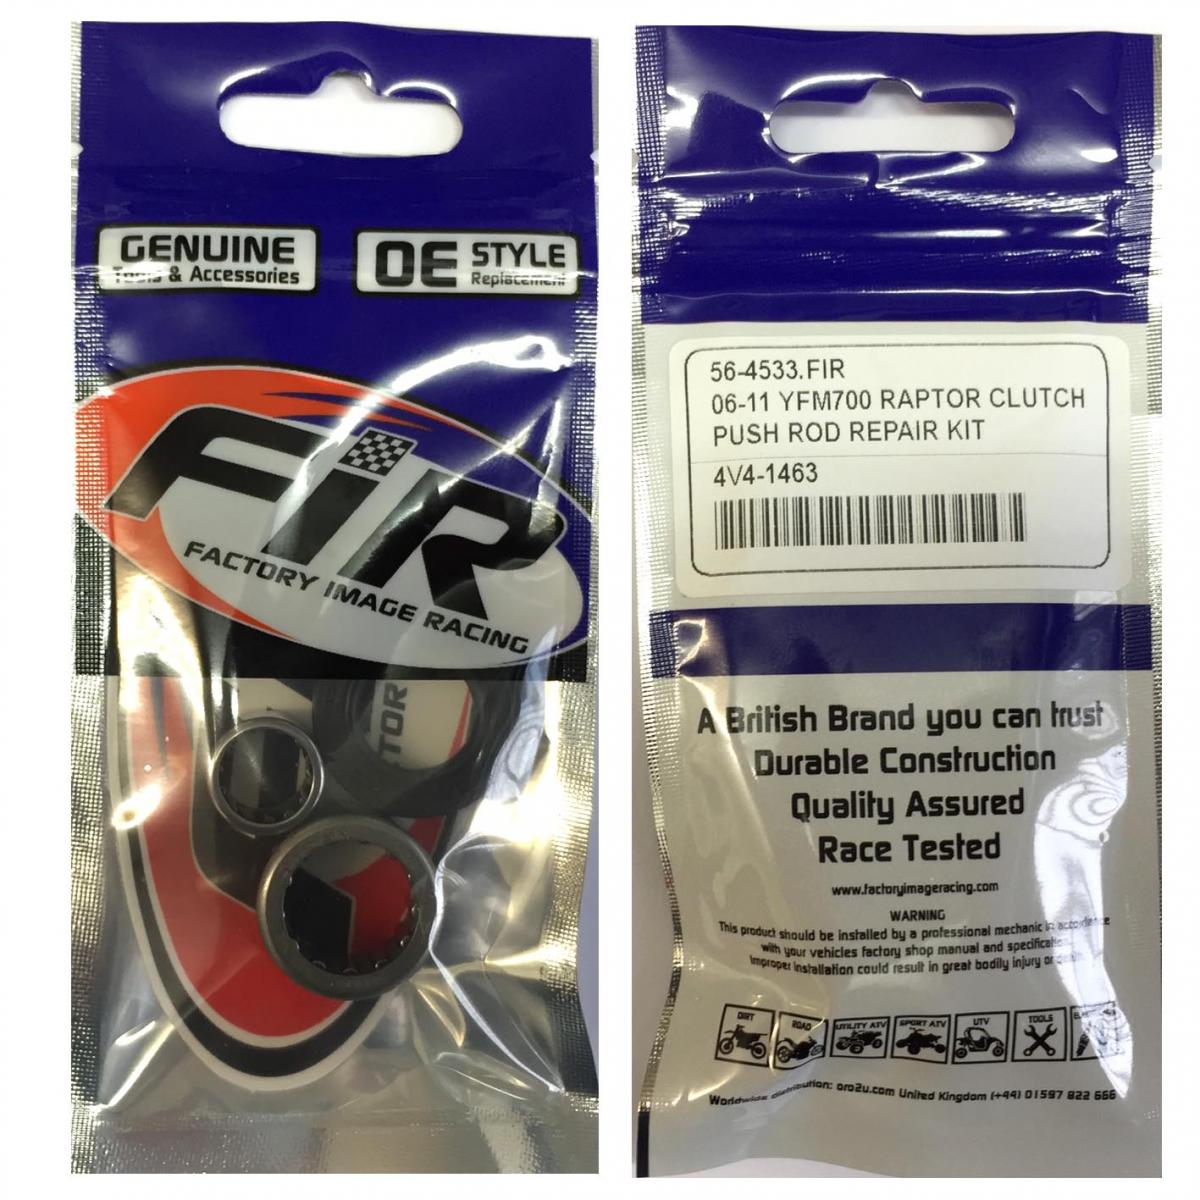 GENUINE
Tools & Accessories
OE STYLE
Replacement
FiR
FACTORY IMAGE RACING
TOR
56-4533.FIR
06-11 YFM700 RAPTOR CLUTCH
PUSH ROD REPAIR KIT
4V4-1463
A British Brand you can trust
Durable Construction
Quality Assured
Race Tested
www.factoryimageracing.com
WARNING
This product should be installed by a professional mechanic in accordance
with your vehicles factory shop manual and specification.
Improper installation could result in great bodily injury or death.
DIRT ROAD UTILITY ATV SPORT ATV UTV TOOLS
Worldwide distribution: oro2u.com United Kingdom (+44) 01597 822 666